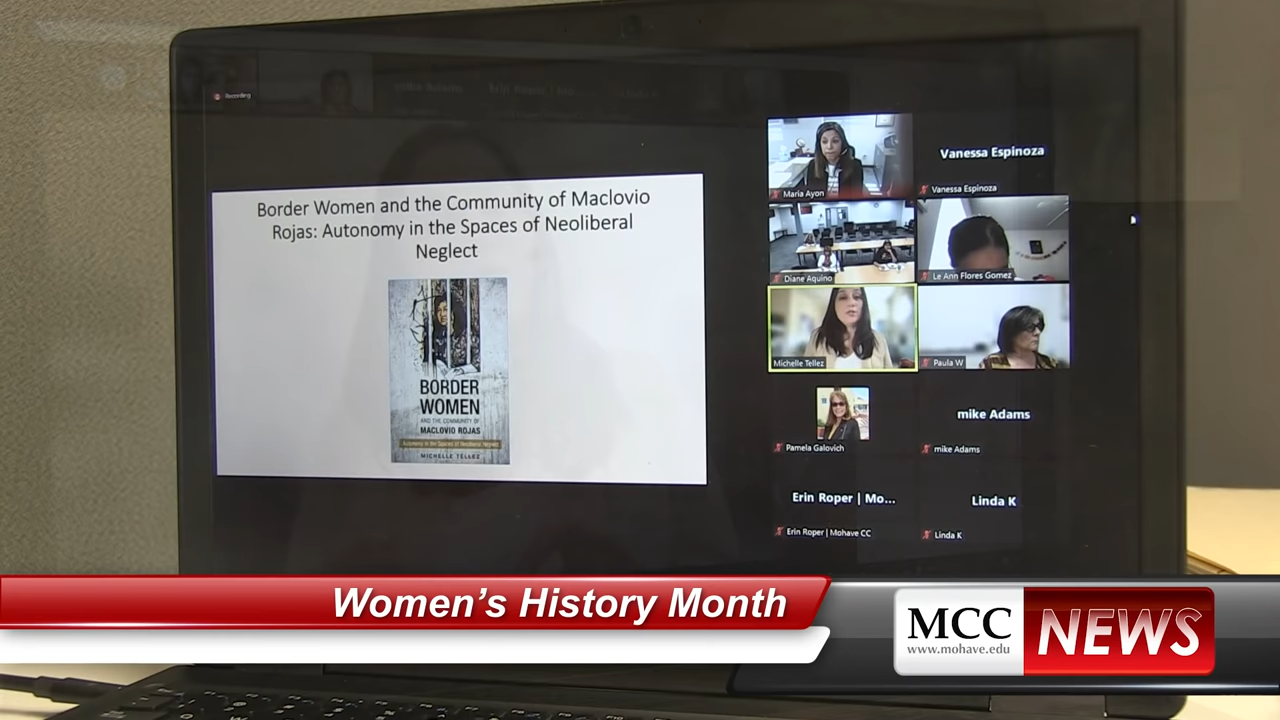 Recording
Border Women and the Community of Maclovio
Rojas: Autonomy in the Spaces of Neoliberal
Neglect
BORDER
WOMEN
AND THE COMMUNITY OF
MACLOVIO ROJAS
Autonomy in the Spaces of Neoliberal Neglect
MICHELLE TÉLLEZ
Maria Ayon
Vanessa Espinoza
Vanessa Espinoza
Diane Aquino
Le Ann Flores Gomez
Michelle Tellez
Paula W
Pamela Galovich
mike Adams
mike Adams
Erin Roper | Mo...
Erin Roper | Mohave CC
Linda K
Linda K
Women's History Month
MCC
www.mohave.edu
NEWS